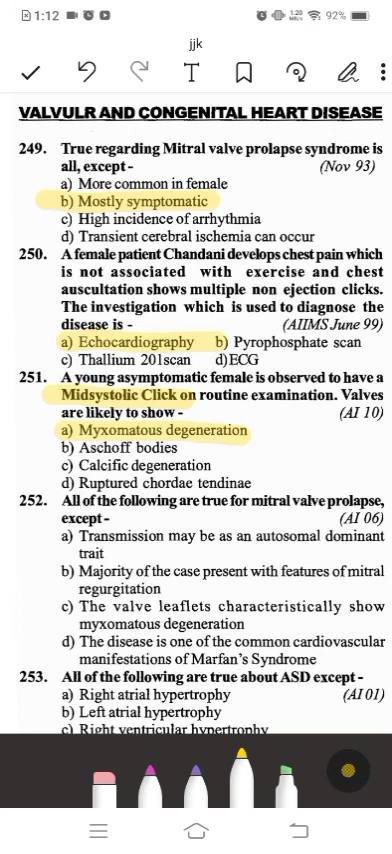 1:12
1.20
KB/s
92%
jjk
T
VALVULR AND CONGENITAL HEART DISEASE
249. True regarding Mitral valve prolapse syndrome is
all, except - (Nov 93)
a) More common in female
b) Mostly symptomatic
c) High incidence of arrhythmia
d) Transient cerebral ischemia can occur
250. A female patient Chandani develops chest pain which
is not associated with exercise and chest
auscultation shows multiple non ejection clicks.
The investigation which is used to diagnose the
disease is - (AIIMS June 99)
a) Echocardiography b) Pyrophosphate scan
c) Thallium 201scan d)ECG
251. A young asymptomatic female is observed to have a
Midsystolic Click on routine examination. Valves
are likely to show - (AI 10)
a) Myxomatous degeneration
b) Aschoff bodies
c) Calcific degeneration
d) Ruptured chordae tendinae
252. All of the following are true for mitral valve prolapse,
except - (AI 06)
a) Transmission may be as an autosomal dominant
trait
b) Majority of the case present with features of mitral
regurgitation
c) The valve leaflets characteristically show
myxomatous degeneration
d) The disease is one of the common cardiovascular
manifestations of Marfan's Syndrome
253. All of the following are true about ASD except -
a) Right atrial hypertrophy (AI 01)
b) Left atrial hypertrophy
c) Right ventricular hypertrophy